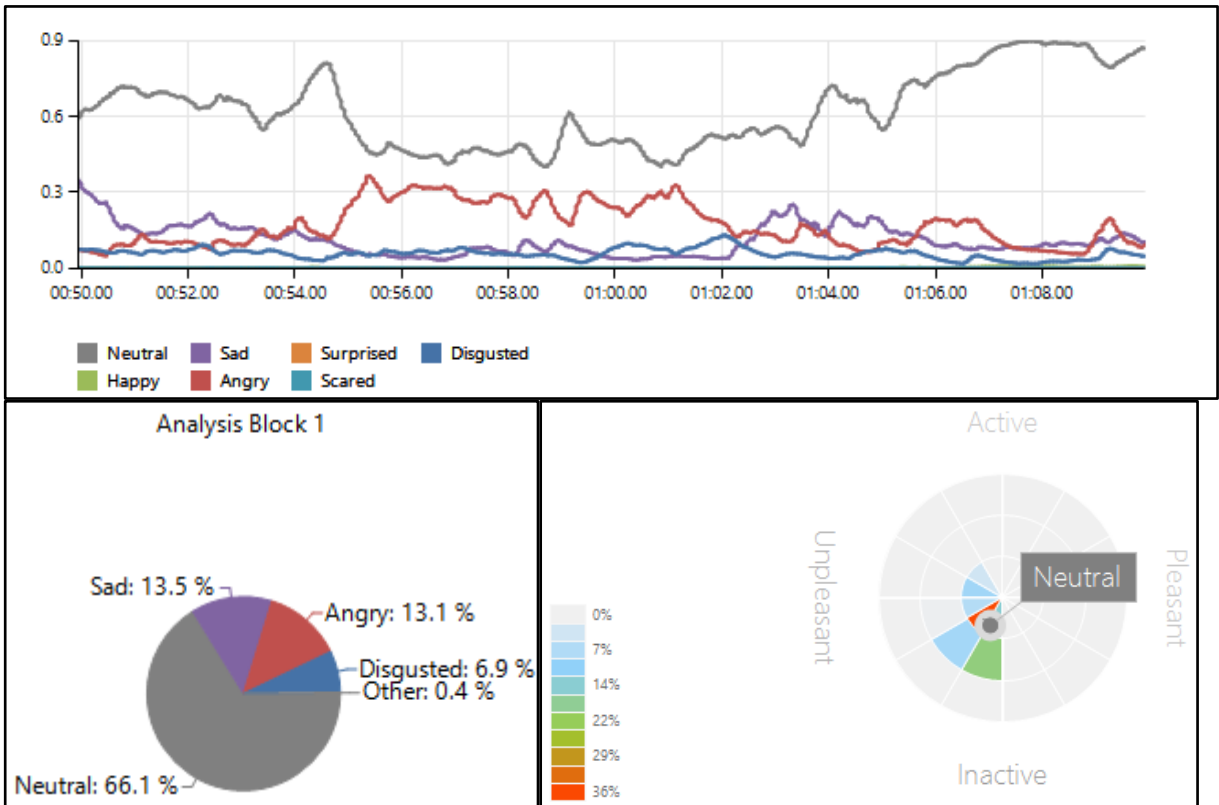 0.9
0.6
0.3
0.0
00:50.00 00:52.00 00:54.00 00:56.00 00:58.00 01:00.00 01:02.00 01:04.00 01:06.00 01:08.00
Neutral Sad Surprised Disgusted
Happy Angry Scared
Analysis Block 1
Sad: 13.5 %
Angry: 13.1 %
Disgusted: 6.9 %
Other: 0.4 %
Neutral: 66.1 %
Active
Unpleasant
Neutral
Pleasant
Inactive
0%
7%
14%
22%
29%
36%